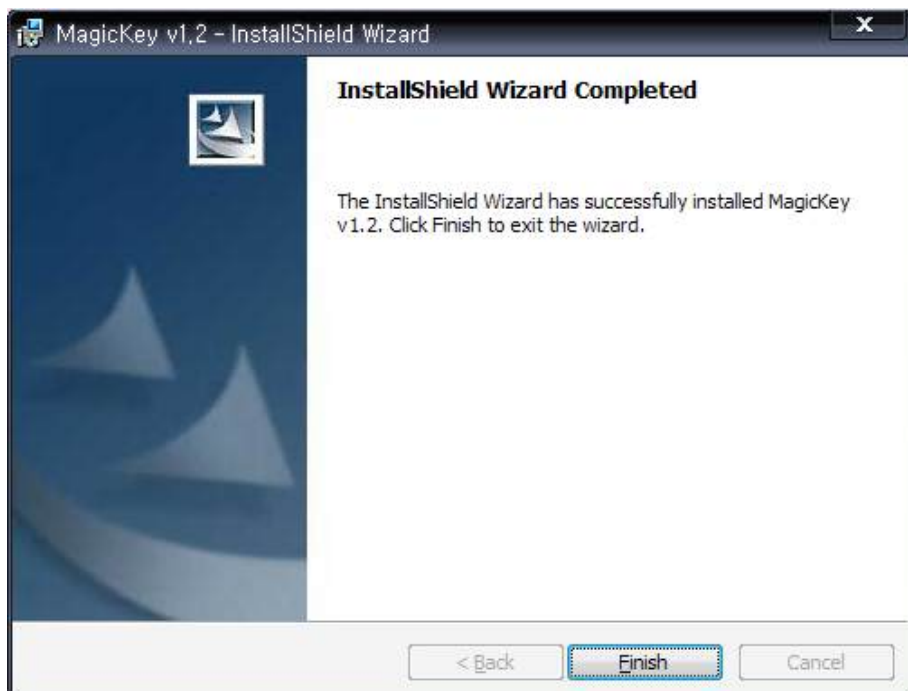 MagicKey v1,2 - InstallShield Wizard
X
InstallShield Wizard Completed
The InstallShield Wizard has successfully installed MagicKey
v1.2. Click Finish to exit the wizard.
< Back Finish Cancel